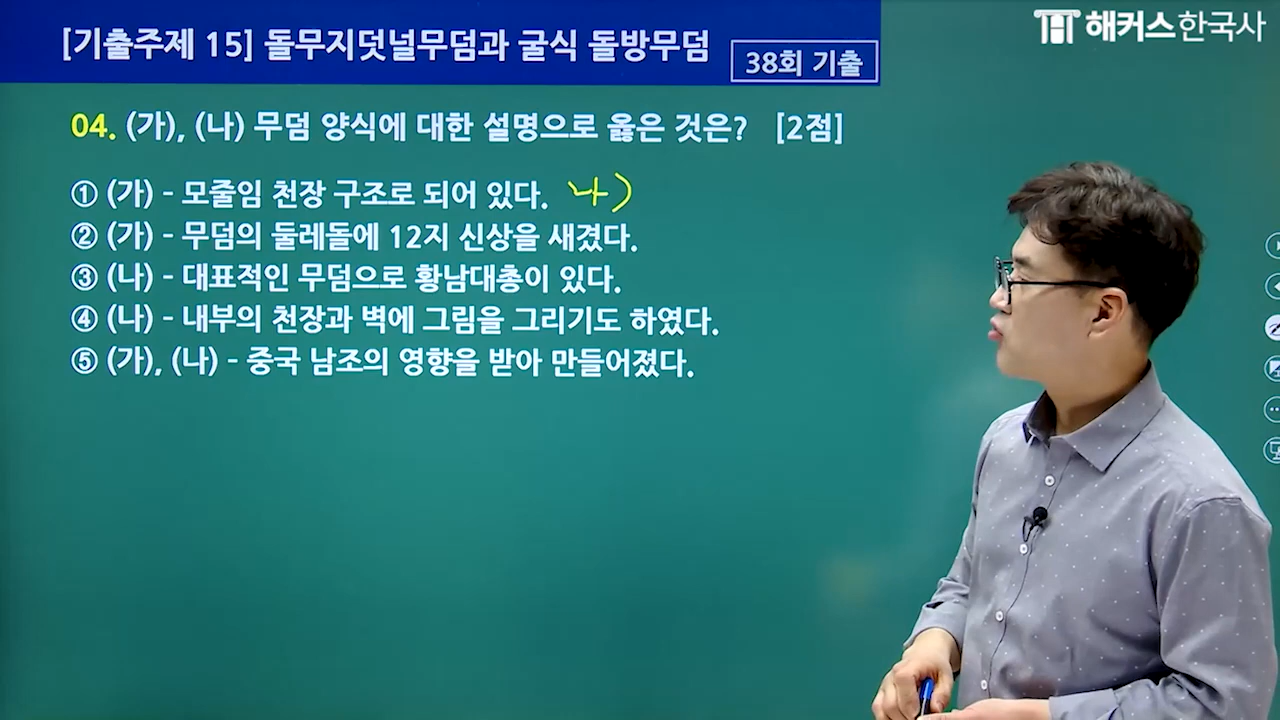 [기출주제 15] 돌무지덧널무덤과 굴식 돌방무덤
38회 기출
해커스한국사
04. (가), (나) 무덤 양식에 대한 설명으로 옳은 것은? [2점]
① (가) - 모줄임 천장 구조로 되어 있다. 나)
② (가) - 무덤의 둘레돌에 12지 신상을 새겼다.
③ (나) - 대표적인 무덤으로 황남대총이 있다.
④ (나) - 내부의 천장과 벽에 그림을 그리기도 하였다.
⑤ (가), (나) - 중국 남조의 영향을 받아 만들어졌다.